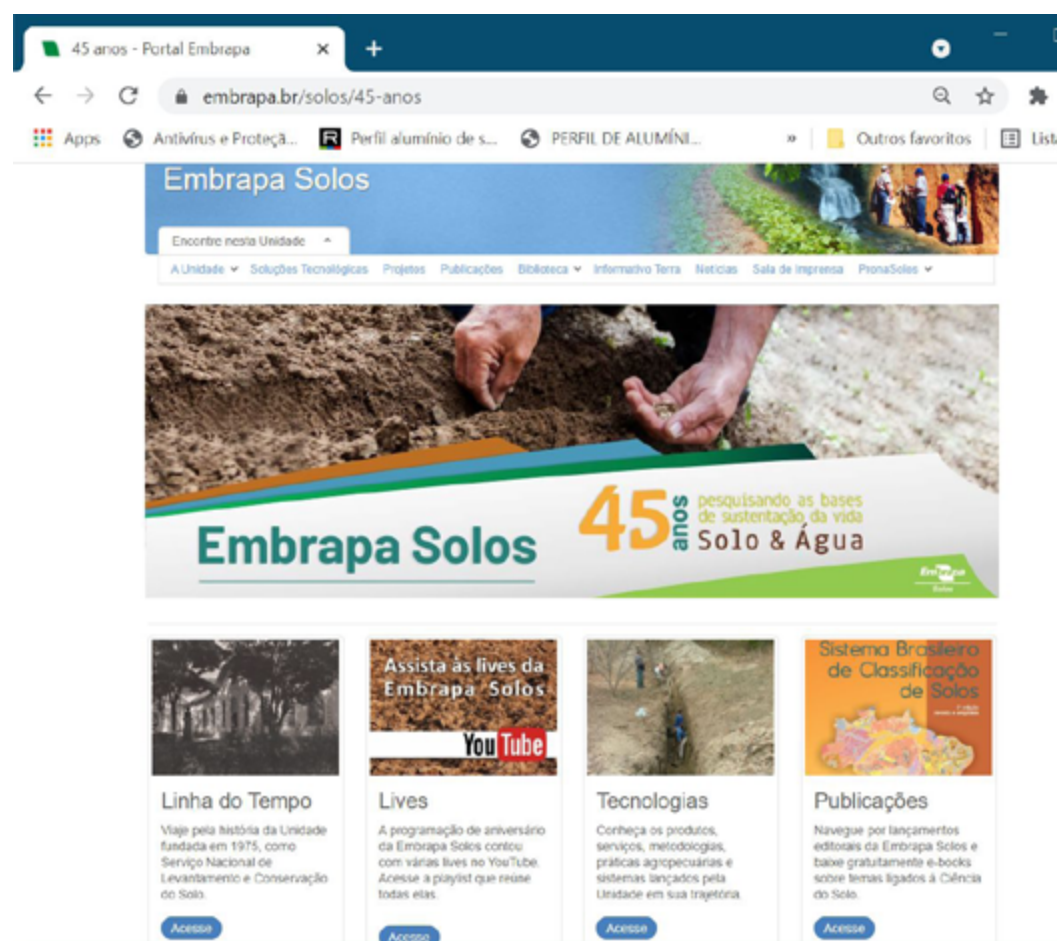 45 anos - Portal Embrapa
embrapa.br/solos/45-anos
Apps Antivírus e Proteçã... Perfil alumínio de s... PERFIL DE ALUMÍNI... » Outros favoritos List
Embrapa Solos
Encontre nesta Unidade
A Unidade Soluções Tecnológicas Projetos Publicações Biblioteca Informativo Terra Notícias Sala de Imprensa PronaSolos
Embrapa Solos
45 anos
pesquisando as bases
de sustentação da vida
Solo & Água
Embrapa
Solos
Linha do Tempo
Viaje pela história da Unidade
fundada em 1975, como
Serviço Nacional de
Levantamento e Conservação
do Solo.
Acesse
Assista às lives da
Embrapa Solos
YouTube
Lives
A programação de aniversário
da Embrapa Solos contou
com várias lives no YouTube.
Acesse a playlist que reúne
todas elas.
Acesse
Tecnologias
Conheça os produtos,
serviços, metodologias,
práticas agropecuárias e
sistemas lançados pela
Unidade em sua trajetória.
Acesse
Sistema Brasileiro
de Classificação
de Solos
Publicações
Navegue por lançamentos
editoriais da Embrapa Solos e
baixe gratuitamente e-books
sobre temas ligados à Ciência
do Solo.
Acesse